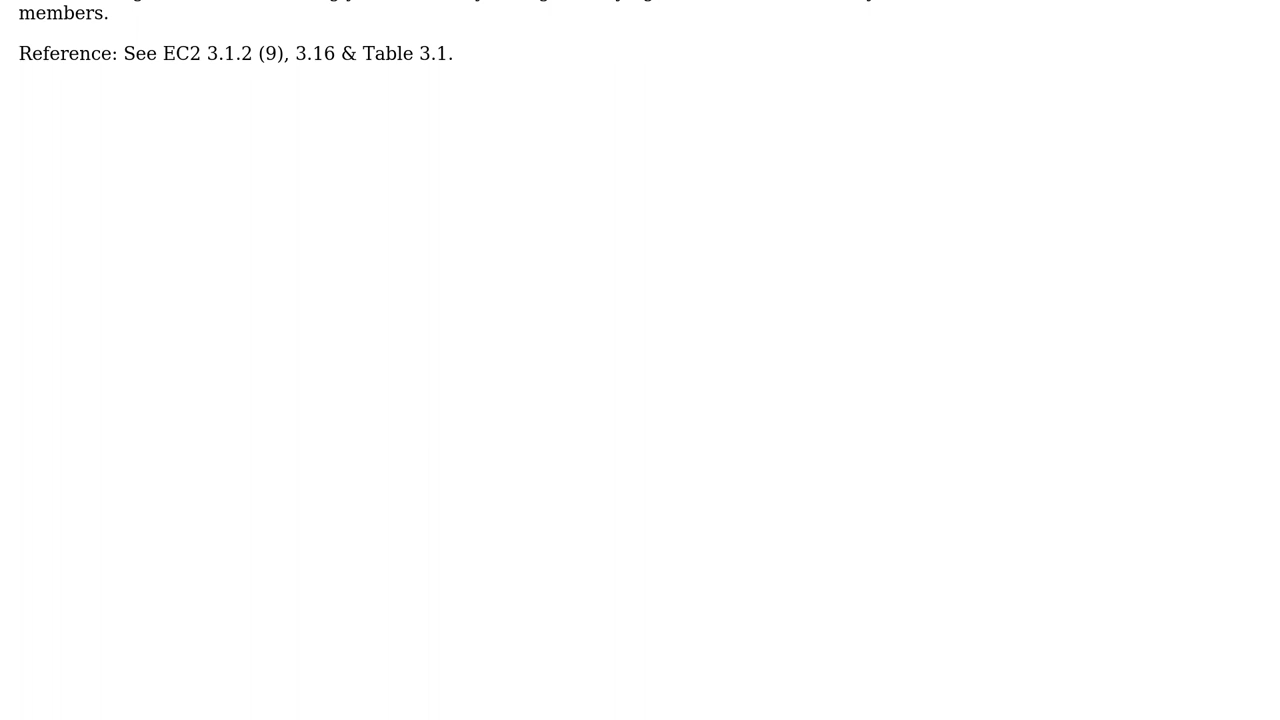 members.
Reference: See EC2 3.1.2 (9), 3.16 & Table 3.1.